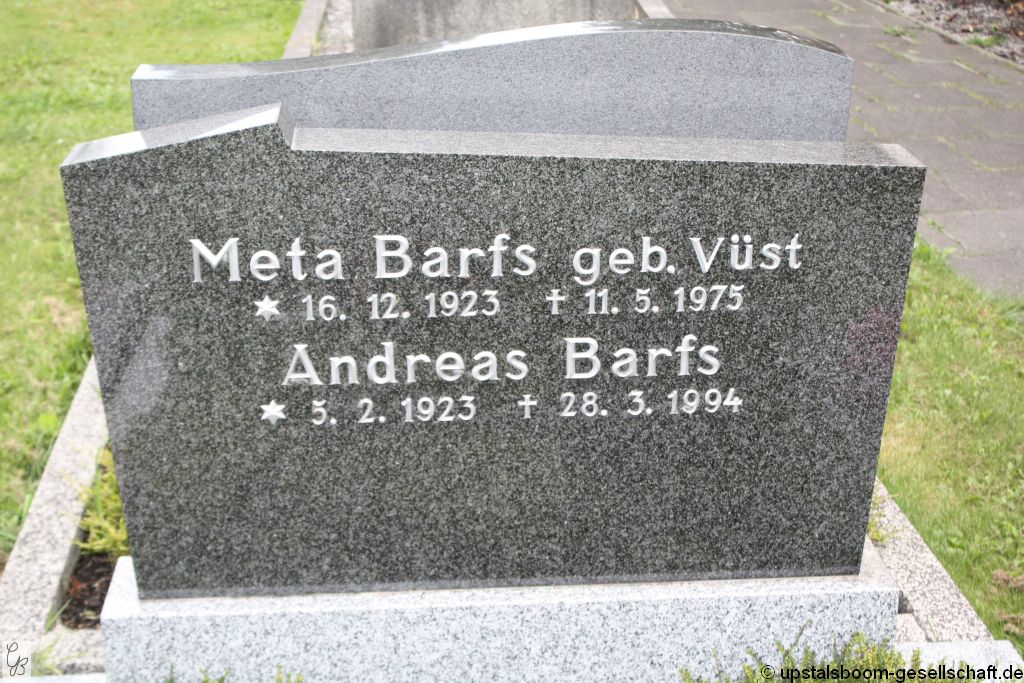 Meta Barfs geb. Vüst
* 16. 12. 1923 † 11. 5. 1975
Andreas Barfs
* 5. 2. 1923 † 28. 3. 1994
GB
© upstalsboom-gesellschaft.de